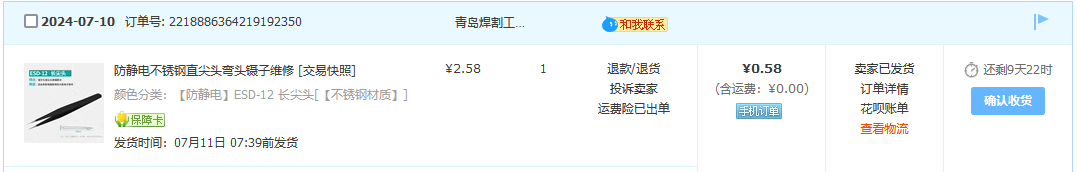 2024-07-10 订单号: 2218886364219192350 青岛焊割工... 和我联系
ESD-12 长尖头
防静电不锈钢直尖头弯头镊子维修 [交易快照] ¥2.58 1 退款/退货 ¥0.58 卖家已发货 还剩9天22时
颜色分类：【防静电】ESD-12 长尖头[【不锈钢材质】] 投诉卖家 (含运费：¥0.00) 订单详情 确认收货
保障卡 运费险已出单 手机订单 花呗账单
查看物流
发货时间：07月11日 07:39前发货